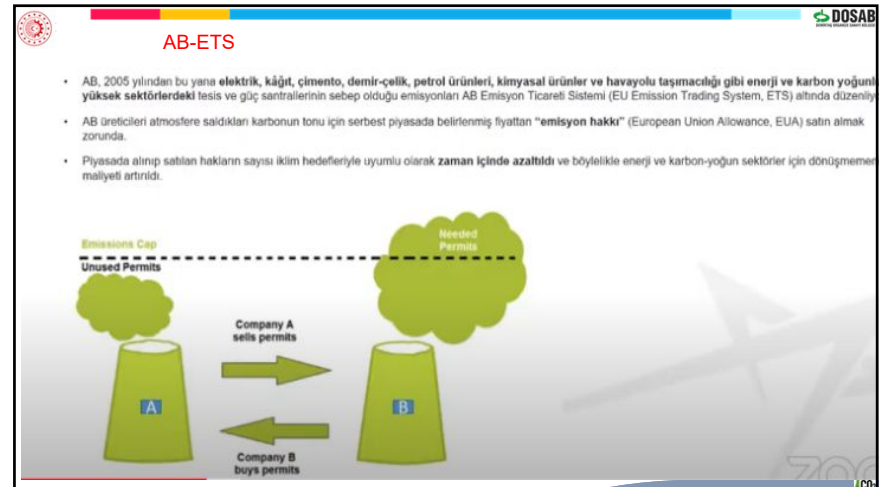 DOSAB
AB-ETS
• AB, 2005 yılından bu yana elektrik, kâğıt, çimento, demir-çelik, petrol ürünleri, kimyasal ürünler ve havayolu taşımacılığı gibi enerji ve karbon yoğunl
yüksek sektörlerdeki tesis ve güç santrallerinin sebep olduğu emisyonları AB Emisyon Ticareti Sistemi (EU Emission Trading System, ETS) altında düzenliy
• AB üreticileri atmosfere saldıkları karbonun tonu için serbest piyasada belirlenmiş fiyattan “emisyon hakkı” (European Union Allowance, EUA) satın almak
zorunda.
• Piyasada alınıp satılan hakların sayısı iklim hedefleriyle uyumlu olarak zaman içinde azaltıldı ve böylelikle enerji ve karbon-yoğun sektörler için dönüşmemen
maliyeti artırıldı.
Needed
Permits
Emissions Cap
Unused Permits
Company A
sells permits
A
B
Company B
buys permits
CO₂